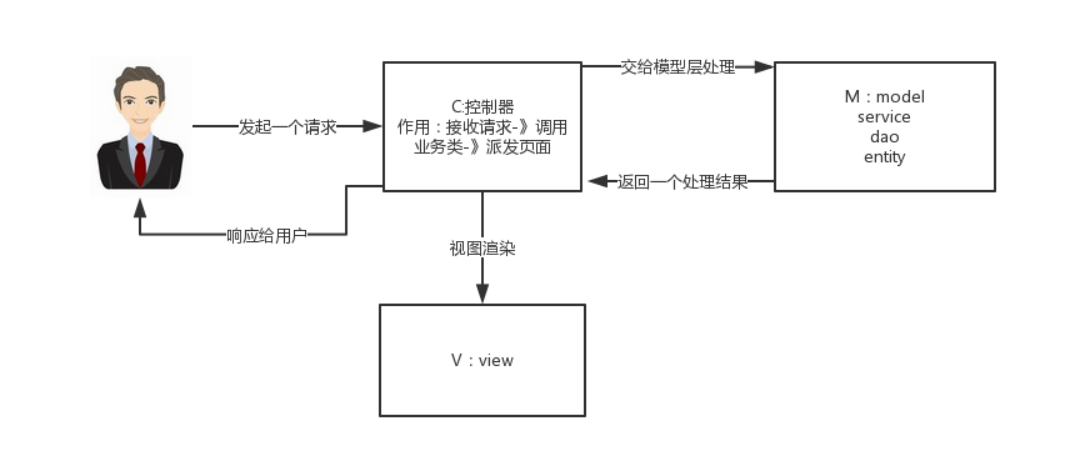 交给模型层处理
C:控制器
作用：接收请求-》调用
业务类-》派发页面
M：model
service
dao
entity
发起一个请求
返回一个处理结果
响应给用户
视图渲染
V：view